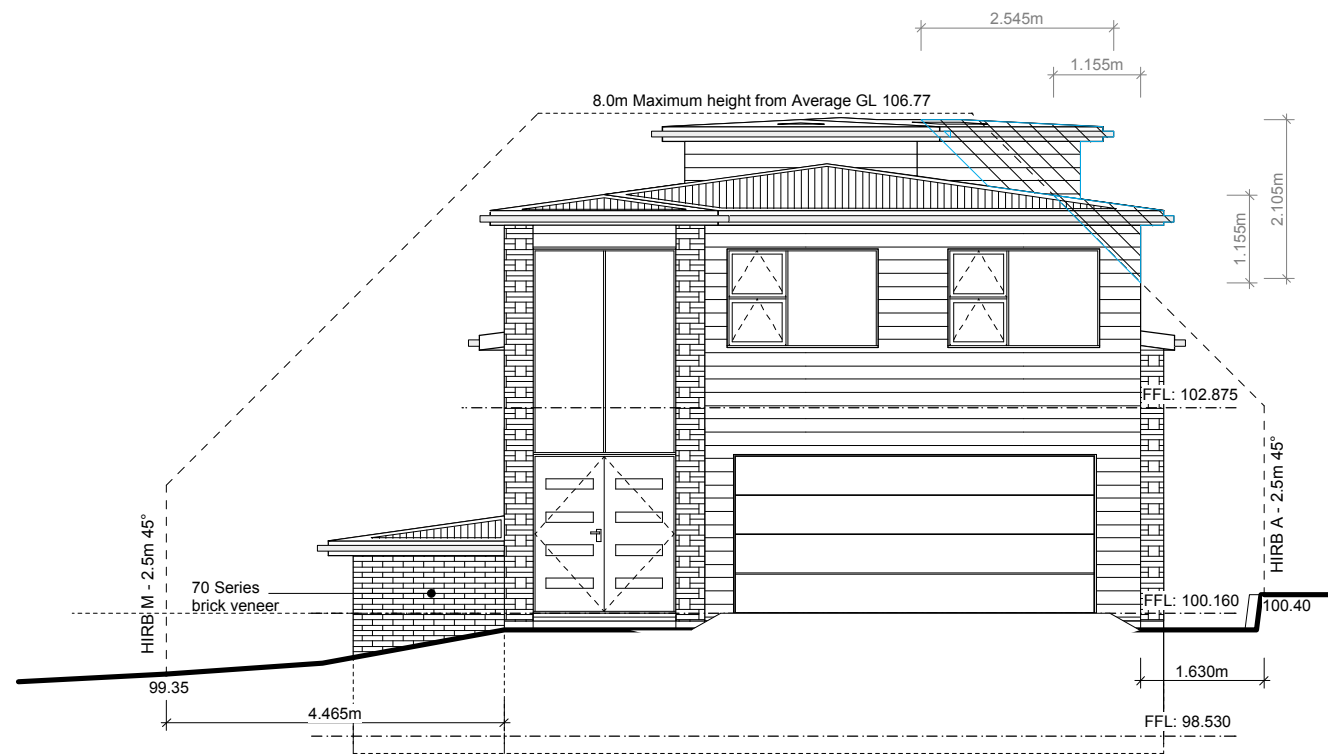 2.545m
1.155m
8.0m Maximum height from Average GL 106.77
2.105m
1.155m
FFL: 102.875
HIRB M - 2.5m 45°
HIRB A - 2.5m 45°
70 Series
brick veneer
FFL: 100.160
100.40
99.35
1.630m
4.465m
FFL: 98.530